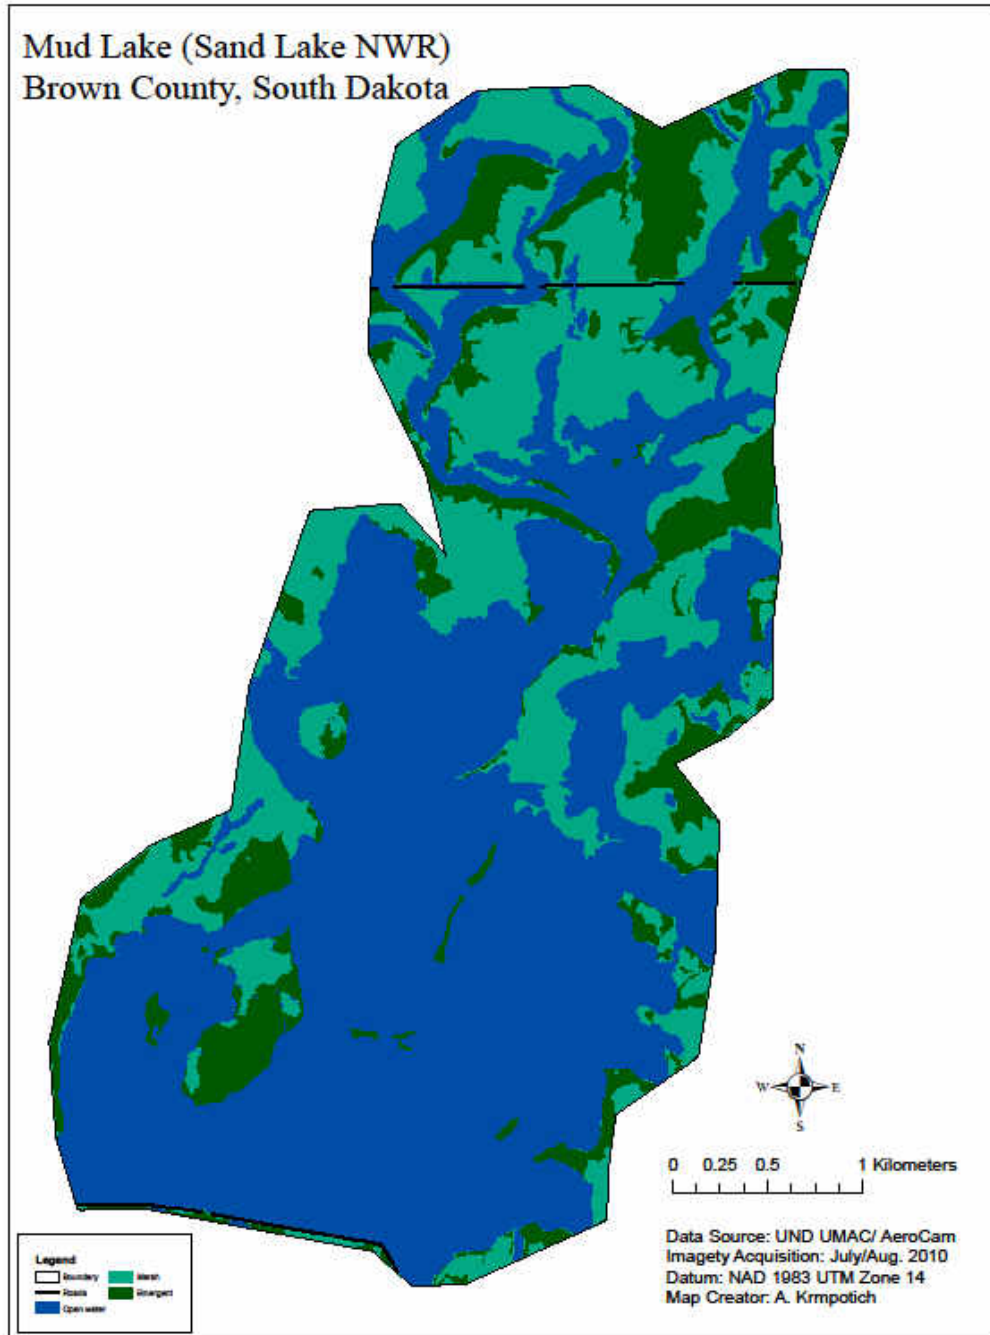 Mud Lake (Sand Lake NWR)
Brown County, South Dakota
N
W E
S
0 0.25 0.5 1 Kilometers
Data Source: UND UMAC/ AeroCam
Imagety Acquisition: July/Aug. 2010
Datum: NAD 1983 UTM Zone 14
Map Creator: A. Krmpotich
Legend
Boundary Marsh
Roads Emergent
Open water